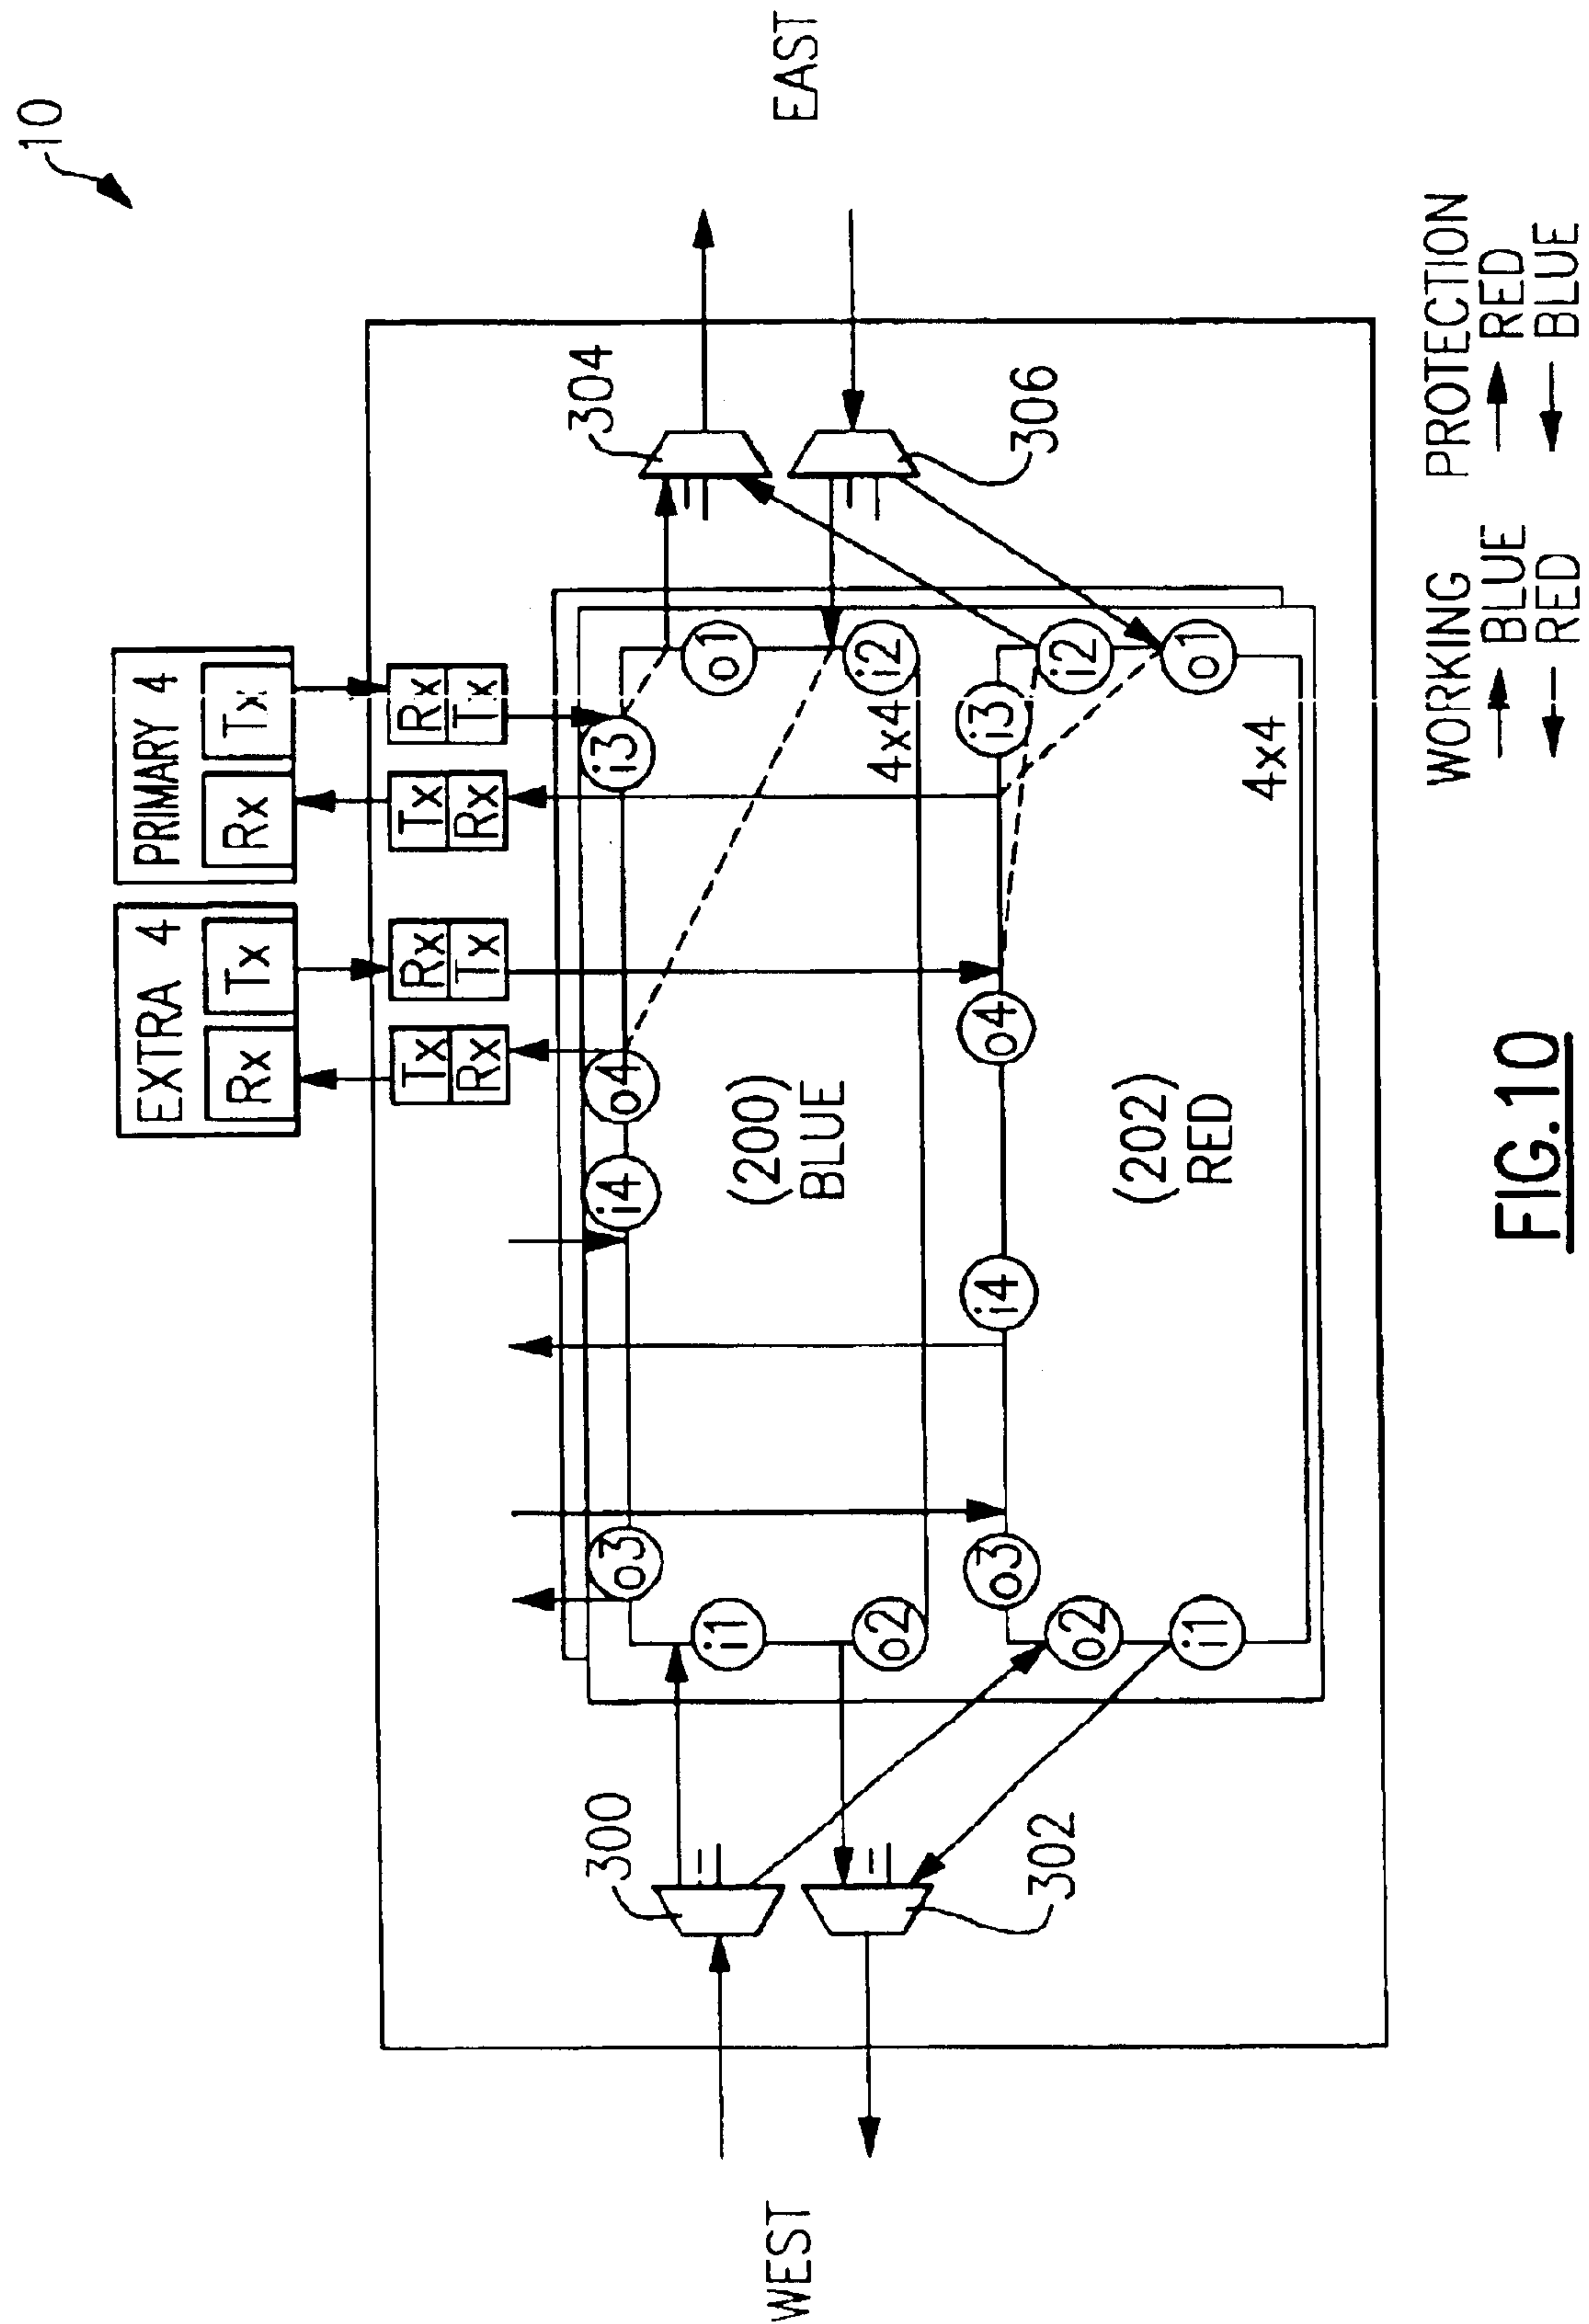 10
PRIMARY 4
Rx
Tx
EXTRA 4
Rx
Tx
Tx
Rx
Rx
Tx
Tx
Rx
Rx
Tx
WEST
EAST
300
302
304
306
o3
i4
o4
i3
i1
o1
o2
i2
(200)
BLUE
4x4
o3
i4
o4
i3
o2
i2
i1
o1
(202)
RED
4x4
WORKING
BLUE
RED
PROTECTION
RED
BLUE
FIG.10